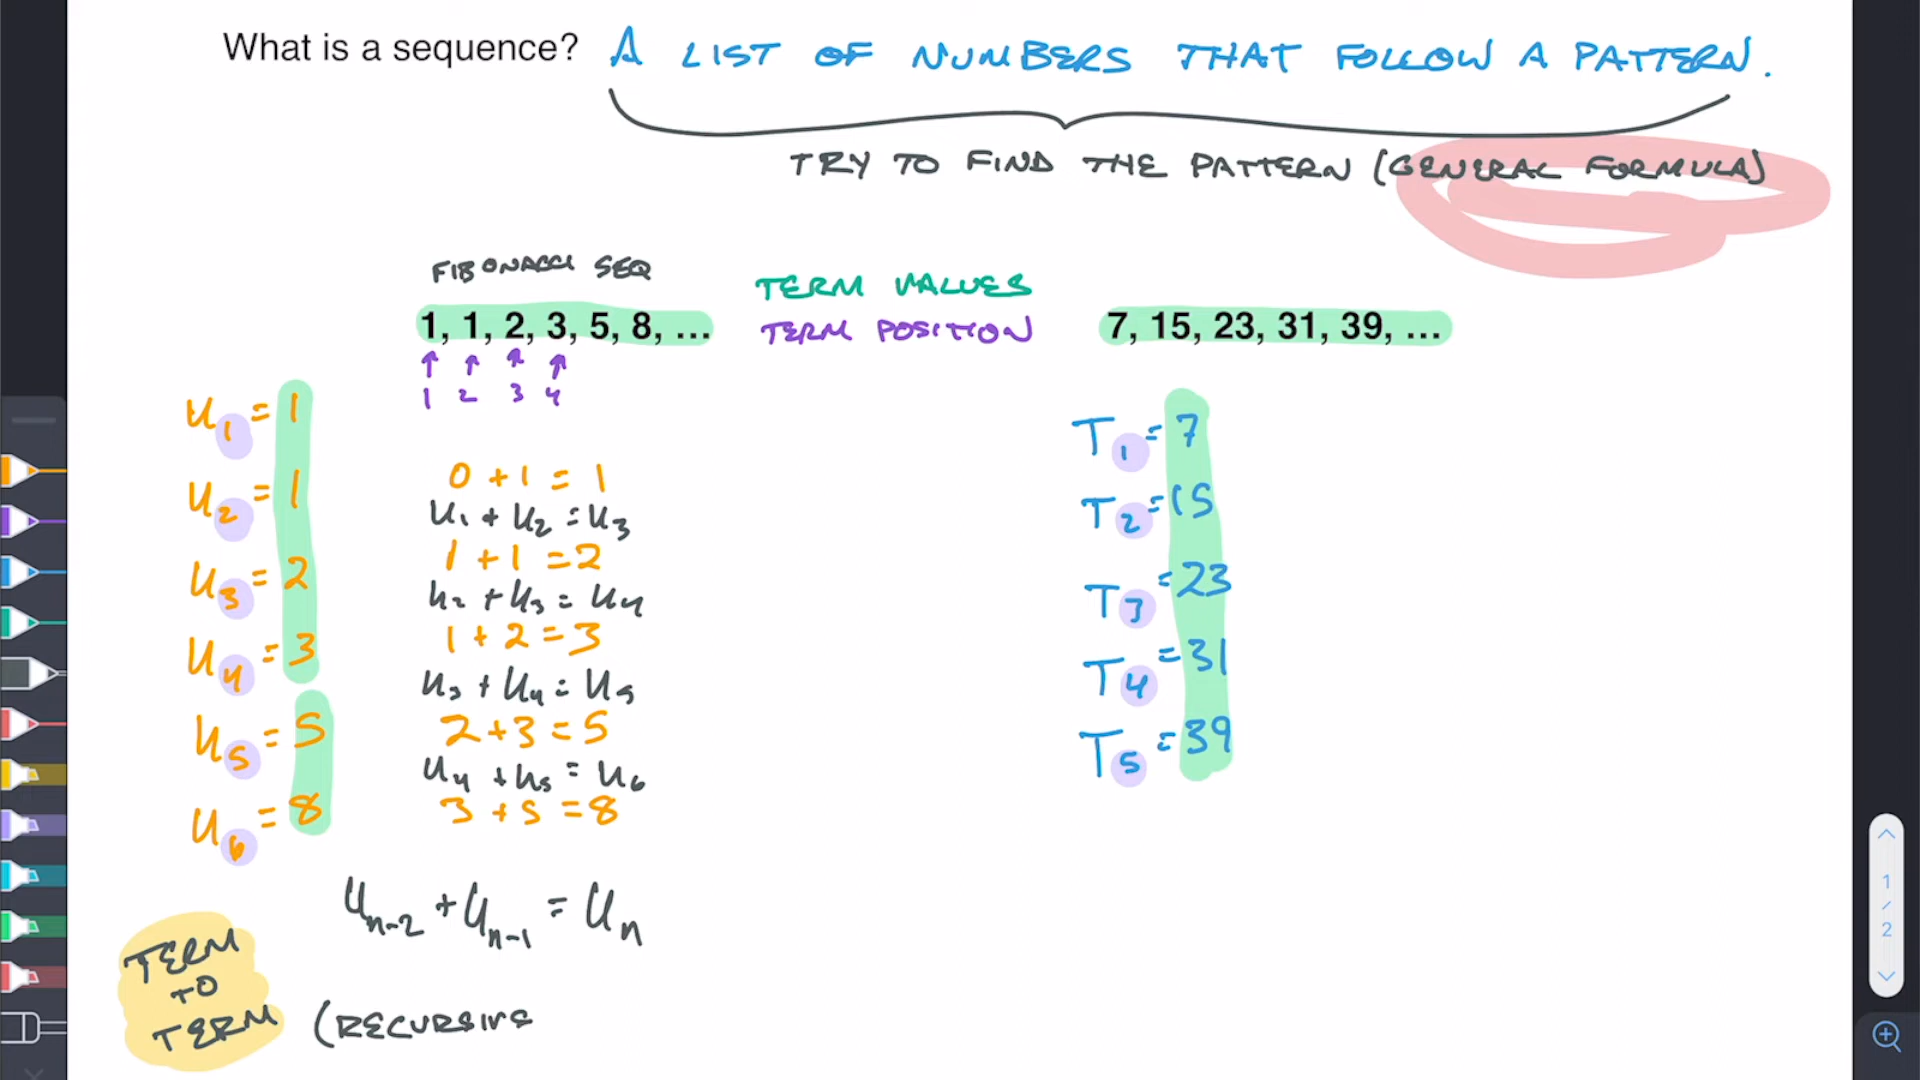 What is a sequence? A LIST OF NUMBERS THAT FOLLOW A PATTERN.
TRY TO FIND THE PATTERN (GENERAL FORMULA)
FIBONACCI SEQ
1, 1, 2, 3, 5, 8, ...
1 2 3 4
TERM VALUES
TERM POSITION
7, 15, 23, 31, 39, ...
U₁ = 1
U₂ = 1
U₃ = 2
U₄ = 3
U₅ = 5
U₆ = 8
0 + 1 = 1
U₁ + U₂ = U₃
1 + 1 = 2
U₂ + U₃ = U₄
1 + 2 = 3
U₃ + U₄ = U₅
2 + 3 = 5
U₄ + U₅ = U₆
3 + 5 = 8
Uₙ₋₂ + Uₙ₋₁ = Uₙ
TERM
TO
TERM
(RECURSIVE
T₁ = 7
T₂ = 15
T₃ = 23
T₄ = 31
T₅ = 39
1
/
2